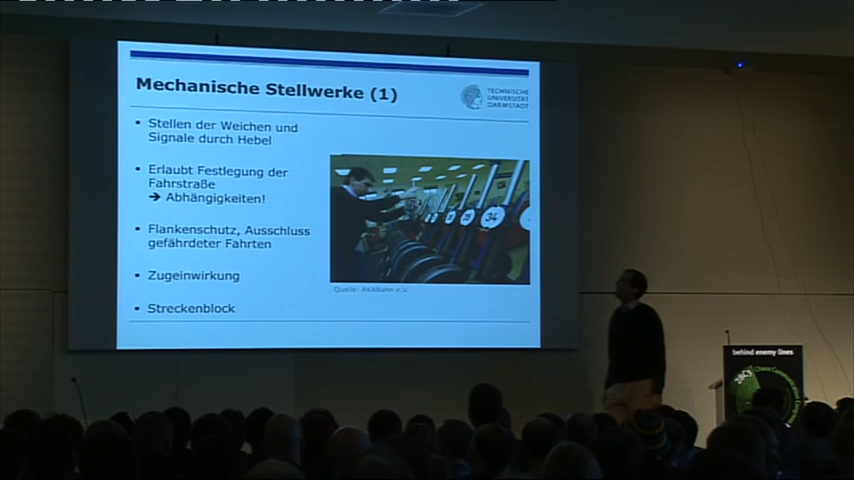 Mechanische Stellwerke (1)
TECHNISCHE
UNIVERSITÄT
DARMSTADT
• Stellen der Weichen und
Signale durch Hebel
• Erlaubt Festlegung der
Fahrstraße
➔ Abhängigkeiten!
• Flankenschutz, Ausschluss
gefährdeter Fahrten
• Zugeinwirkung
• Streckenblock
34
Quelle: AKABahn e.V.
behind enemy lines